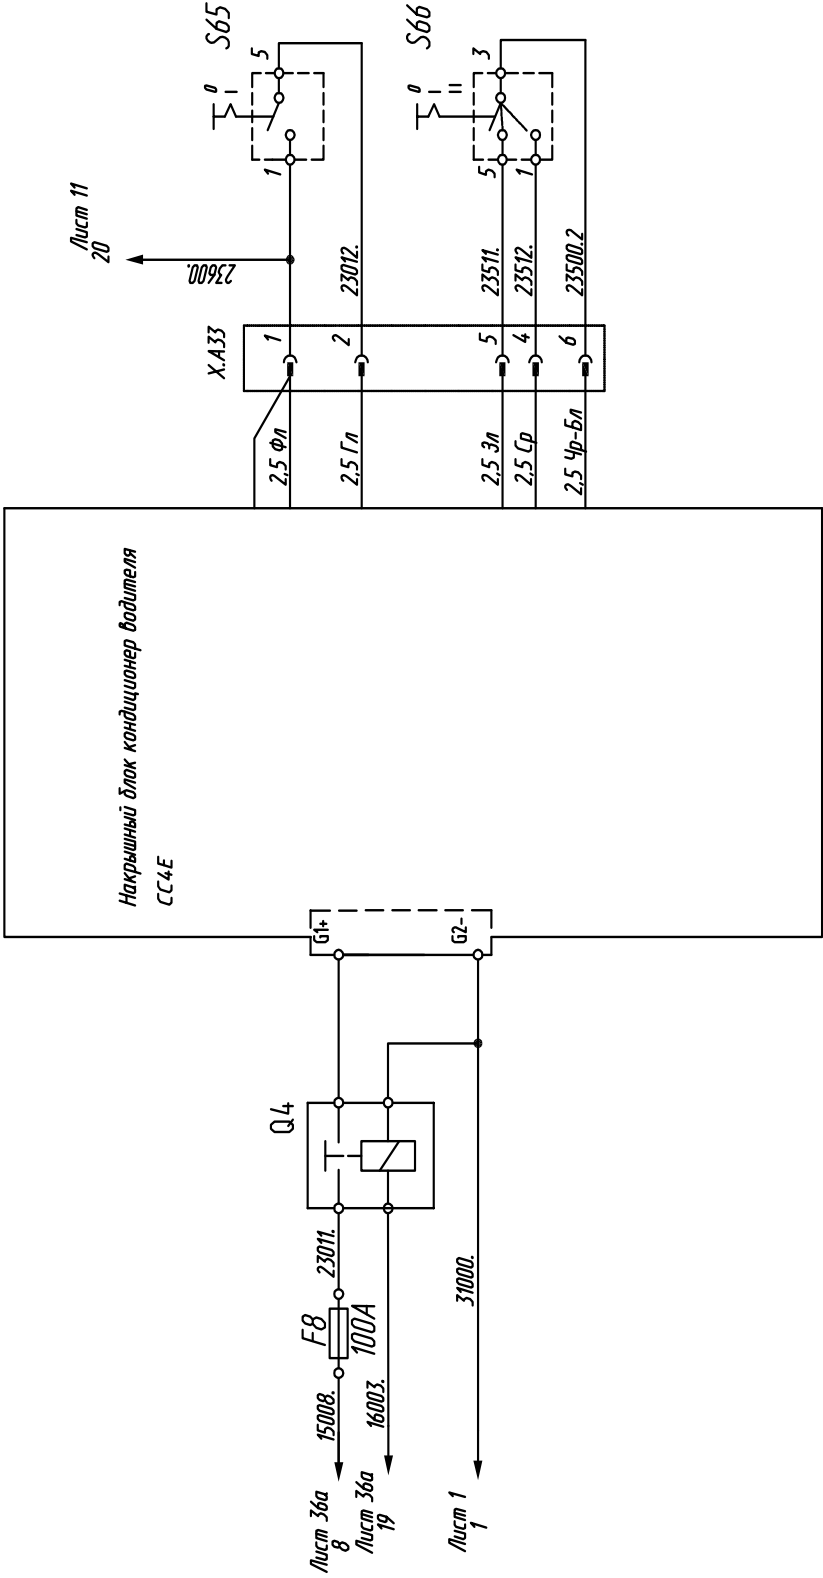 S65
S66
5
3
0
I
0
I
II
1
5
1
Лист 11
20
23600.
23012.
23511.
23512.
23500.2
X.A33
1
2
5
4
6
2,5 Фл
2,5 Гл
2,5 Зл
2,5 Ср
2,5 Чр-Бл
Накрышный блок кондиционер водителя
CC4E
G1+
G2-
Q4
23011.
F8
100A
15008.
16003.
31000.
Лист 36а
8
Лист 36а
19
Лист 1
1